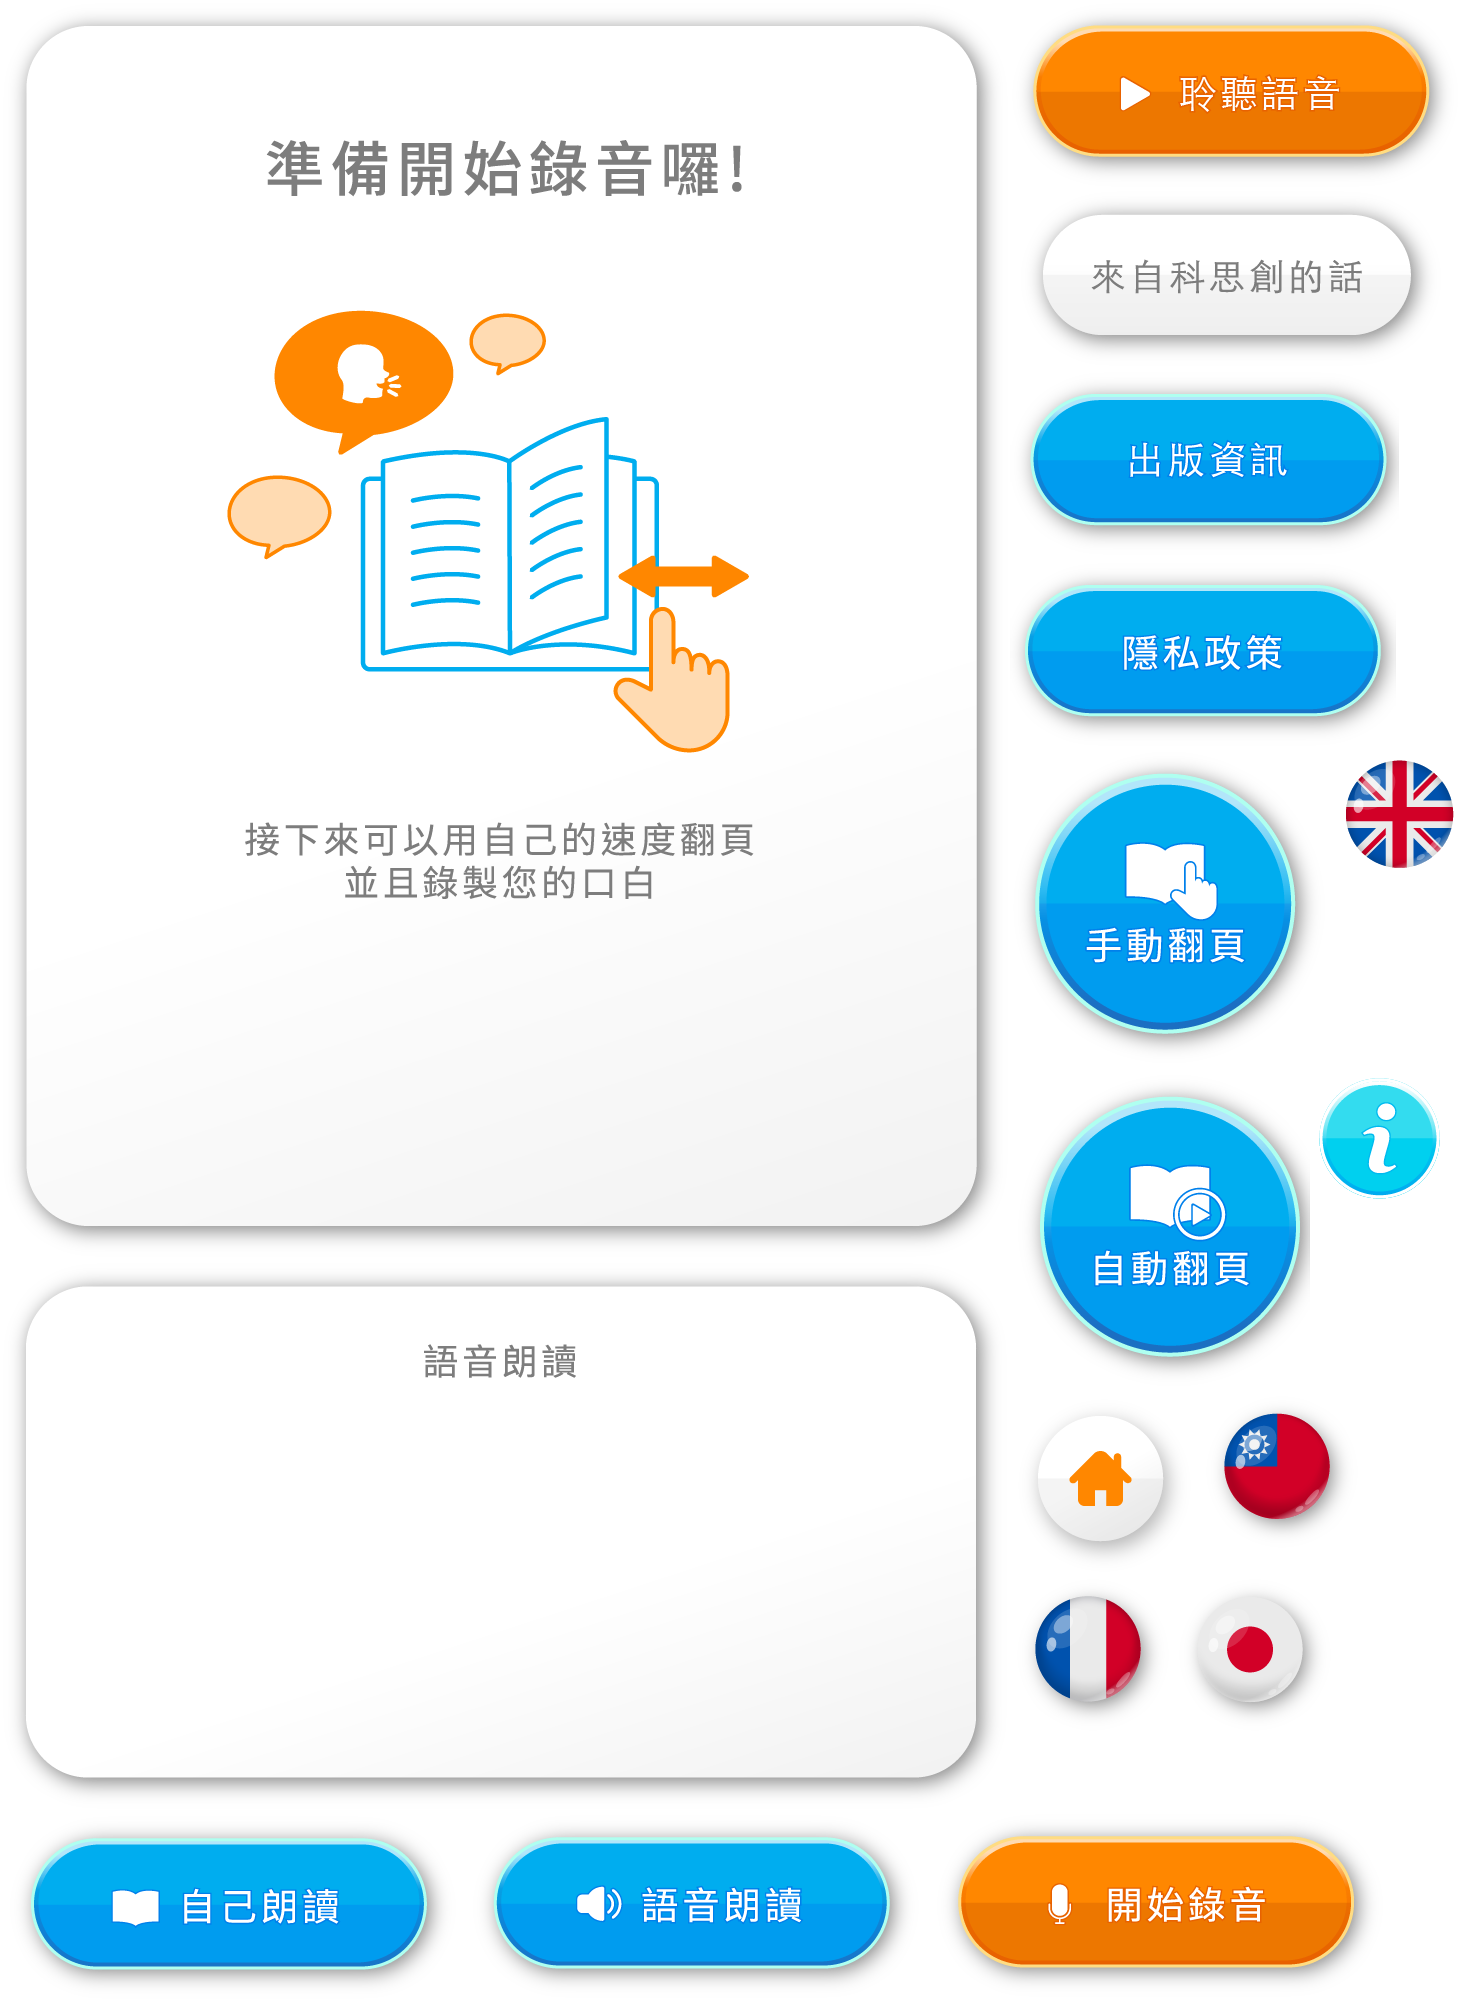 準備開始錄音囉!
接下來可以用自己的速度翻頁
並且錄製您的口白
語音朗讀
聆聽語音
來自科思創的話
出版資訊
隱私政策
手動翻頁
自動翻頁
自己朗讀
語音朗讀
開始錄音